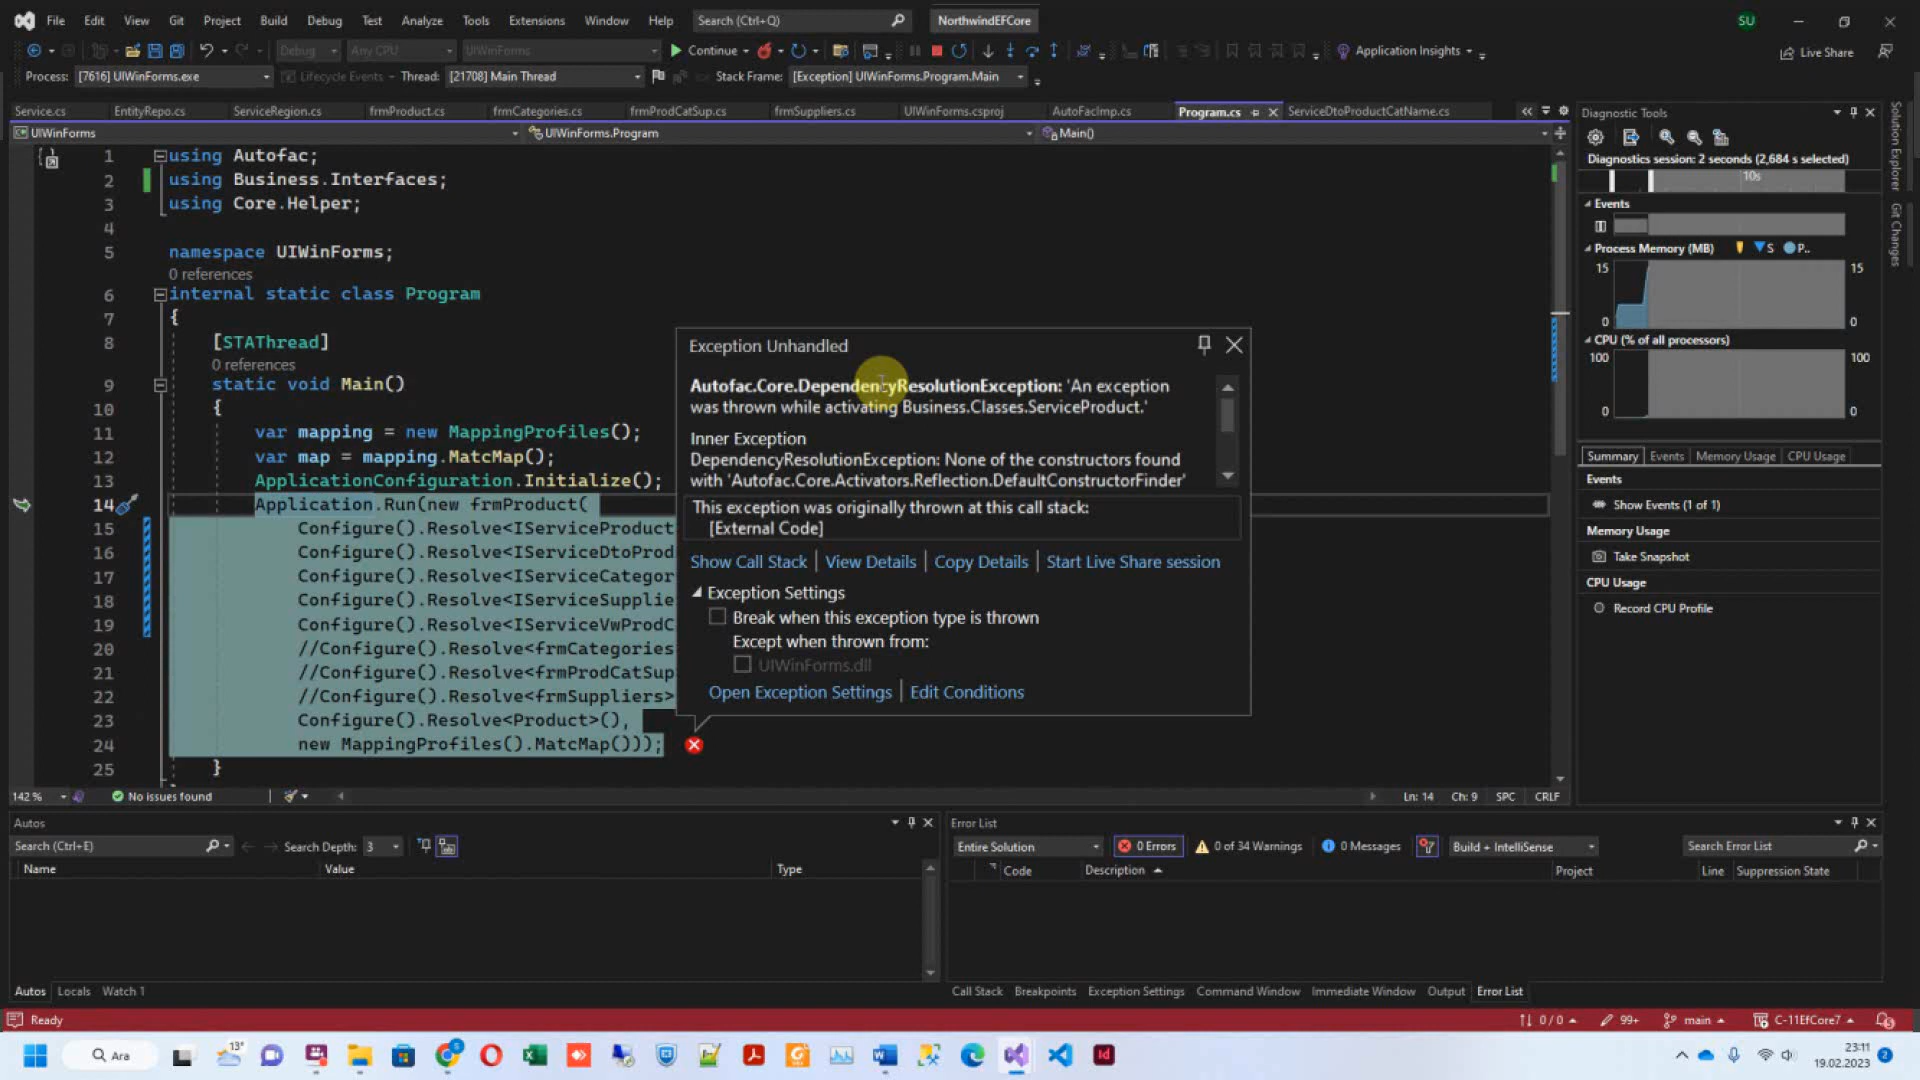 File Edit View Git Project Build Debug Test Analyze Tools Extensions Window Help Search (Ctrl+Q) NorthwindEFCore SU
Debug Any CPU UIWinForms Continue Application Insights Live Share
Process: [7616] UIWinForms.exe Lifecycle Events Thread: [21708] Main Thread Stack Frame: [Exception] UIWinForms.Program.Main
Service.cs EntityRepo.cs ServiceRegion.cs frmProduct.cs frmCategories.cs frmProdCatSup.cs frmSuppliers.cs UIWinForms.csproj AutoFacImp.cs Program.cs ServiceDtoProductCatName.cs
UIWinForms UIWinForms.Program Main()
1 using Autofac;
2 using Business.Interfaces;
3 using Core.Helper;
4
5 namespace UIWinForms;
0 references
6 internal static class Program
7 {
8 [STAThread]
0 references
9 static void Main()
10 {
11 var mapping = new MappingProfiles();
12 var map = mapping.MatcMap();
13 ApplicationConfiguration.Initialize();
14 Application.Run(new frmProduct(
15 Configure().Resolve<IServiceProduct
16 Configure().Resolve<IServiceDtoProd
17 Configure().Resolve<IServiceCategor
18 Configure().Resolve<IServiceSupplie
19 Configure().Resolve<IServiceVwProdC
20 //Configure().Resolve<frmCategories
21 //Configure().Resolve<frmProdCatSup
22 //Configure().Resolve<frmSuppliers>
23 Configure().Resolve<Product>(),
24 new MappingProfiles().MatcMap()));
25 }
Exception Unhandled
Autofac.Core.DependencyResolutionException: 'An exception
was thrown while activating Business.Classes.ServiceProduct.'
Inner Exception
DependencyResolutionException: None of the constructors found
with 'Autofac.Core.Activators.Reflection.DefaultConstructorFinder'
This exception was originally thrown at this call stack:
[External Code]
Show Call Stack | View Details | Copy Details | Start Live Share session
Exception Settings
Break when this exception type is thrown
Except when thrown from:
UIWinForms.dll
Open Exception Settings | Edit Conditions
142 % No issues found Ln: 14 Ch: 9 SPC CRLF
Diagnostic Tools
Diagnostics session: 2 seconds (2,684 s selected)
10s
Events
Process Memory (MB) S P..
15 15
0 0
CPU (% of all processors)
100 100
0 0
Summary Events Memory Usage CPU Usage
Events
Show Events (1 of 1)
Memory Usage
Take Snapshot
CPU Usage
Record CPU Profile
Solution Explorer
Git Changes
Autos
Search (Ctrl+E) Search Depth: 3
Name Value Type
Autos Locals Watch 1
Error List
Entire Solution 0 Errors 0 of 34 Warnings 0 Messages Build + IntelliSense Search Error List
Code Description Project Line Suppression State
Call Stack Breakpoints Exception Settings Command Window Immediate Window Output Error List
Ready 0 / 0 99+ main C-11EfCore7 5
Ara 13° 5 23:11 2
19.02.2023